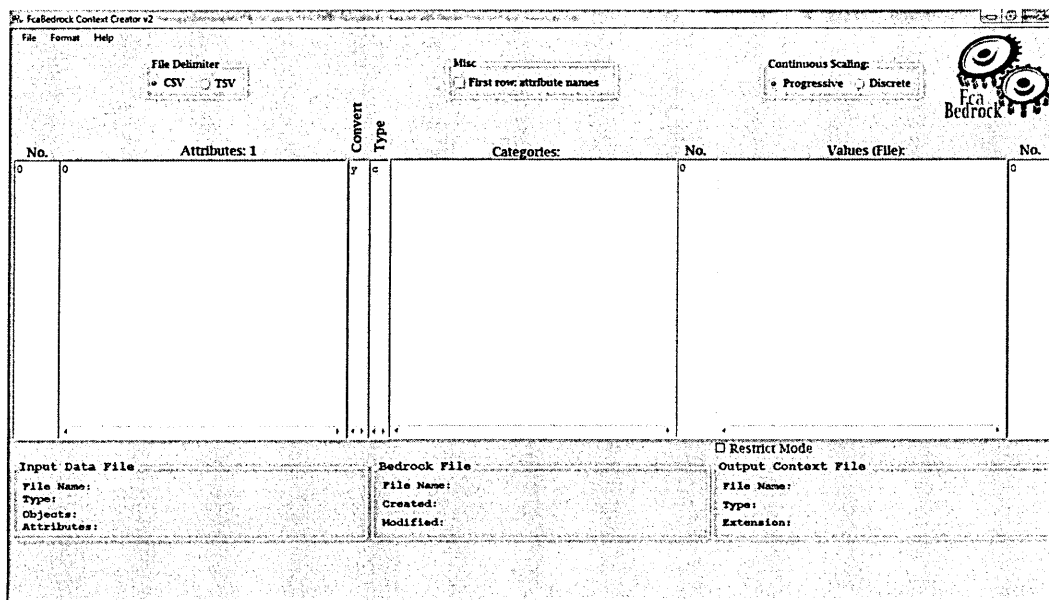 FcaBedrock Context Creator v2
File Format Help
File Delimiter
CSV TSV
Misc
First row: attribute names
Continuous Scaling:
Progressive Discrete
Fca
Bedrock
No.
Attributes: 1
Convert
Type
Categories:
No.
Values (File):
No.
0 0 y c 0 0
Restrict Mode
Input Data File
File Name:
Type:
Objects:
Attributes:
Bedrock File
File Name:
Created:
Modified:
Output Context File
File Name:
Type:
Extension: